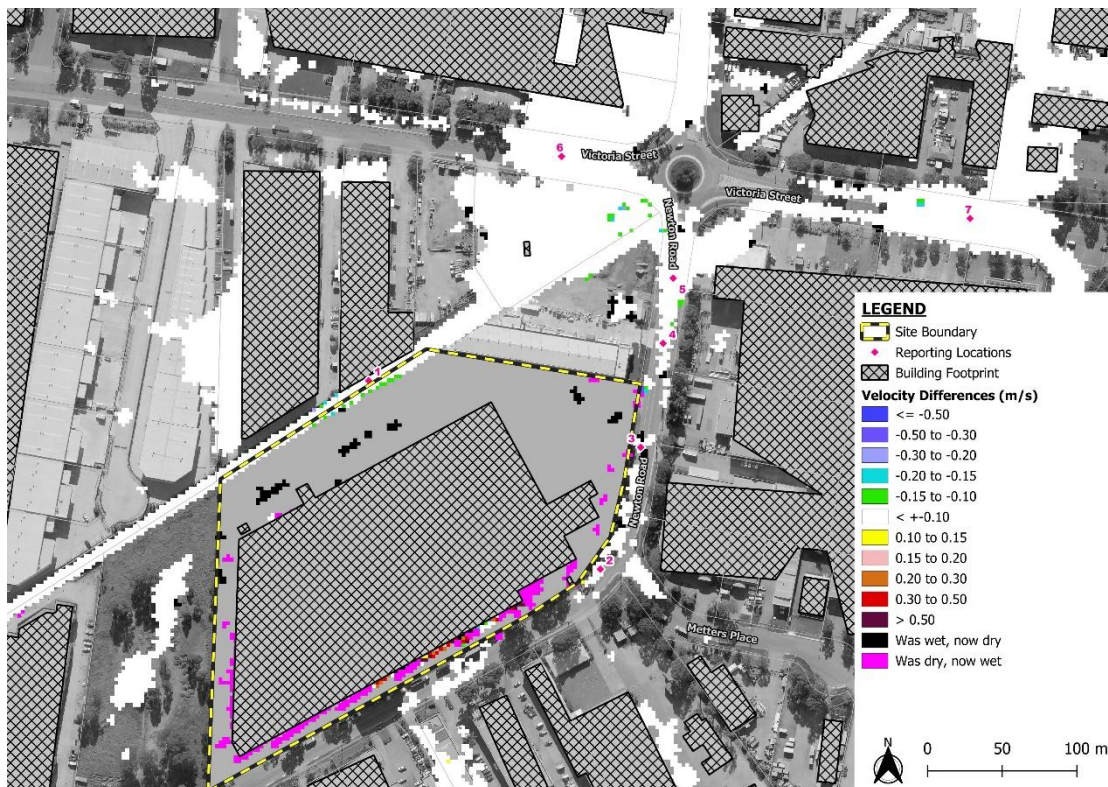 6
Victoria Street
Victoria Street
7
Newton Road
5
4
1
3
Newton Road
2
Metters Place
LEGEND
Site Boundary
Reporting Locations
Building Footprint
Velocity Differences (m/s)
<= -0.50
-0.50 to -0.30
-0.30 to -0.20
-0.20 to -0.15
-0.15 to -0.10
< +-0.10
0.10 to 0.15
0.15 to 0.20
0.20 to 0.30
0.30 to 0.50
> 0.50
Was wet, now dry
Was dry, now wet
N
0 50 100 m